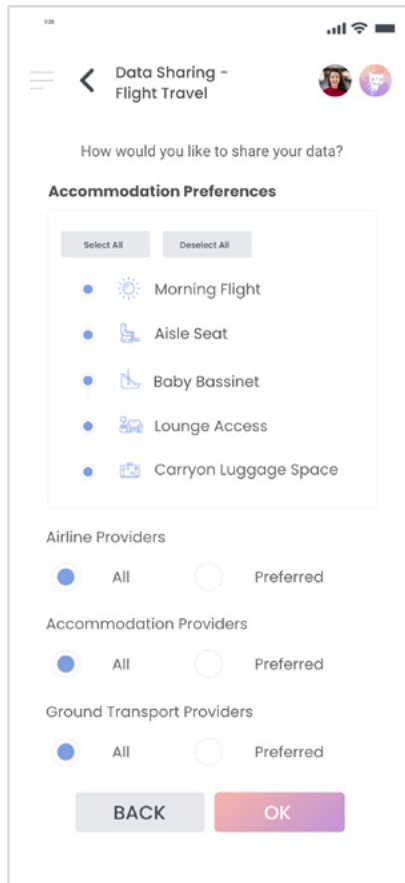 Data Sharing -
Flight Travel
How would you like to share your data?
Accommodation Preferences
Select All Deselect All
Morning Flight
Aisle Seat
Baby Bassinet
Lounge Access
Carryon Luggage Space
Airline Providers
All Preferred
Accommodation Providers
All Preferred
Ground Transport Providers
All Preferred
BACK OK